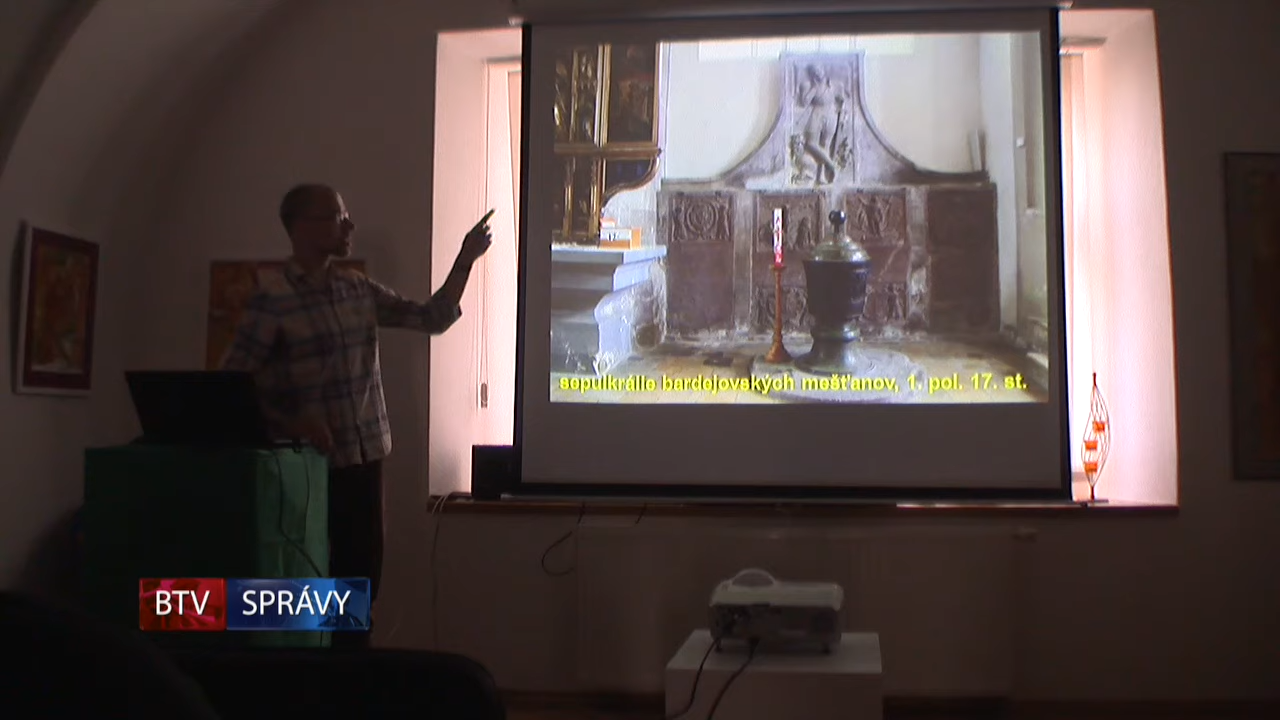 sepulkrálie bardejovských mešťanov, 1. pol. 17. st.
BTV SPRÁVY